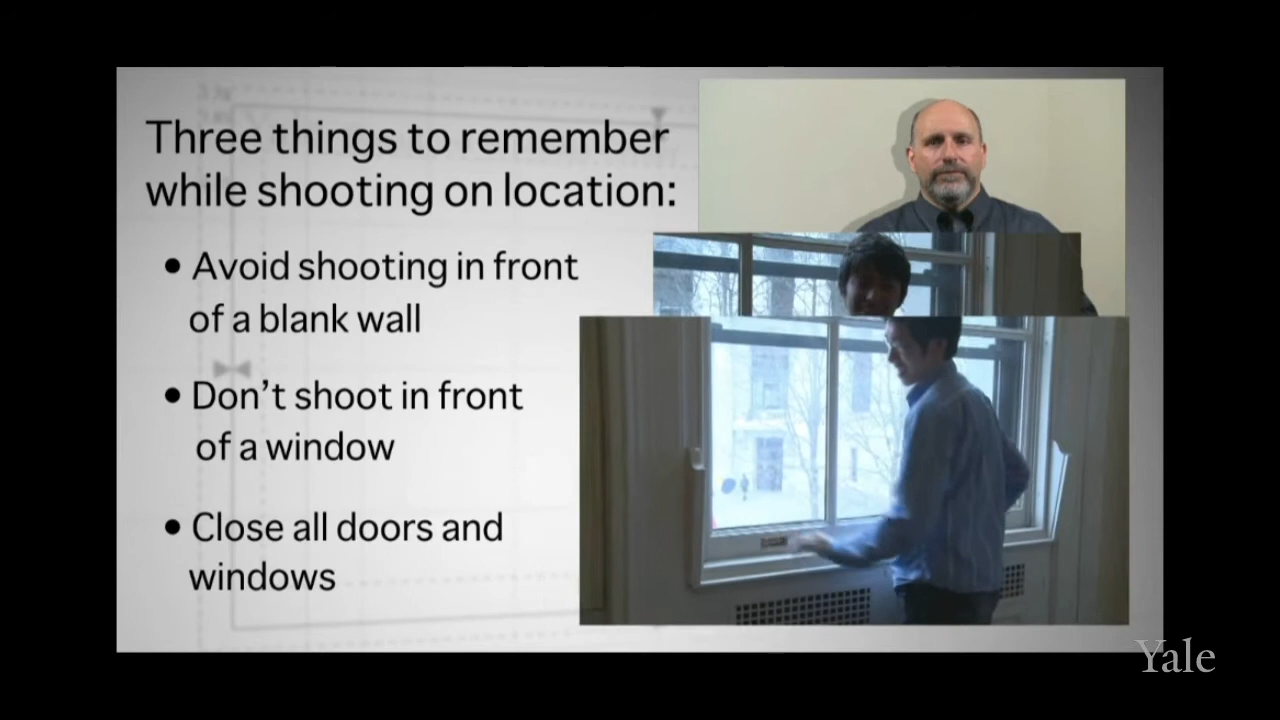 Three things to remember
while shooting on location:
• Avoid shooting in front
of a blank wall
• Don't shoot in front
of a window
• Close all doors and
windows
Yale